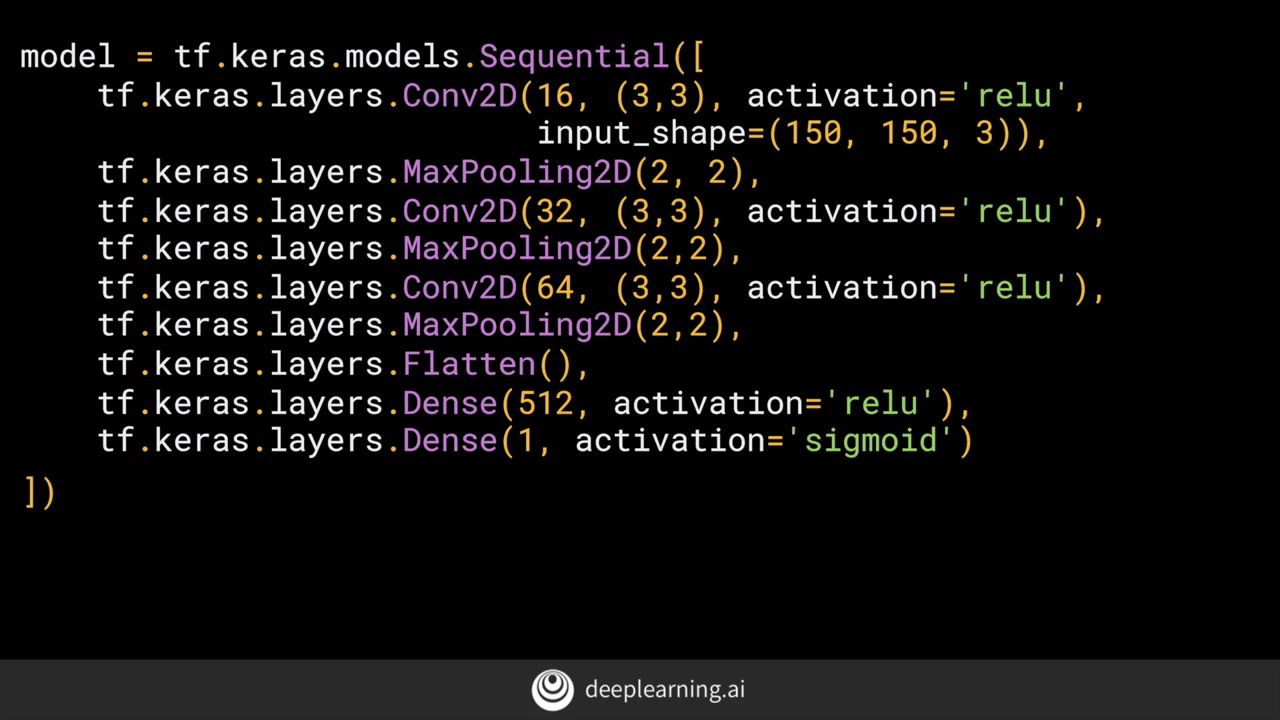 model = tf.keras.models.Sequential([
    tf.keras.layers.Conv2D(16, (3,3), activation='relu',
                           input_shape=(150, 150, 3)),
    tf.keras.layers.MaxPooling2D(2, 2),
    tf.keras.layers.Conv2D(32, (3,3), activation='relu'),
    tf.keras.layers.MaxPooling2D(2,2),
    tf.keras.layers.Conv2D(64, (3,3), activation='relu'),
    tf.keras.layers.MaxPooling2D(2,2),
    tf.keras.layers.Flatten(),
    tf.keras.layers.Dense(512, activation='relu'),
    tf.keras.layers.Dense(1, activation='sigmoid')
])
deeplearning.ai